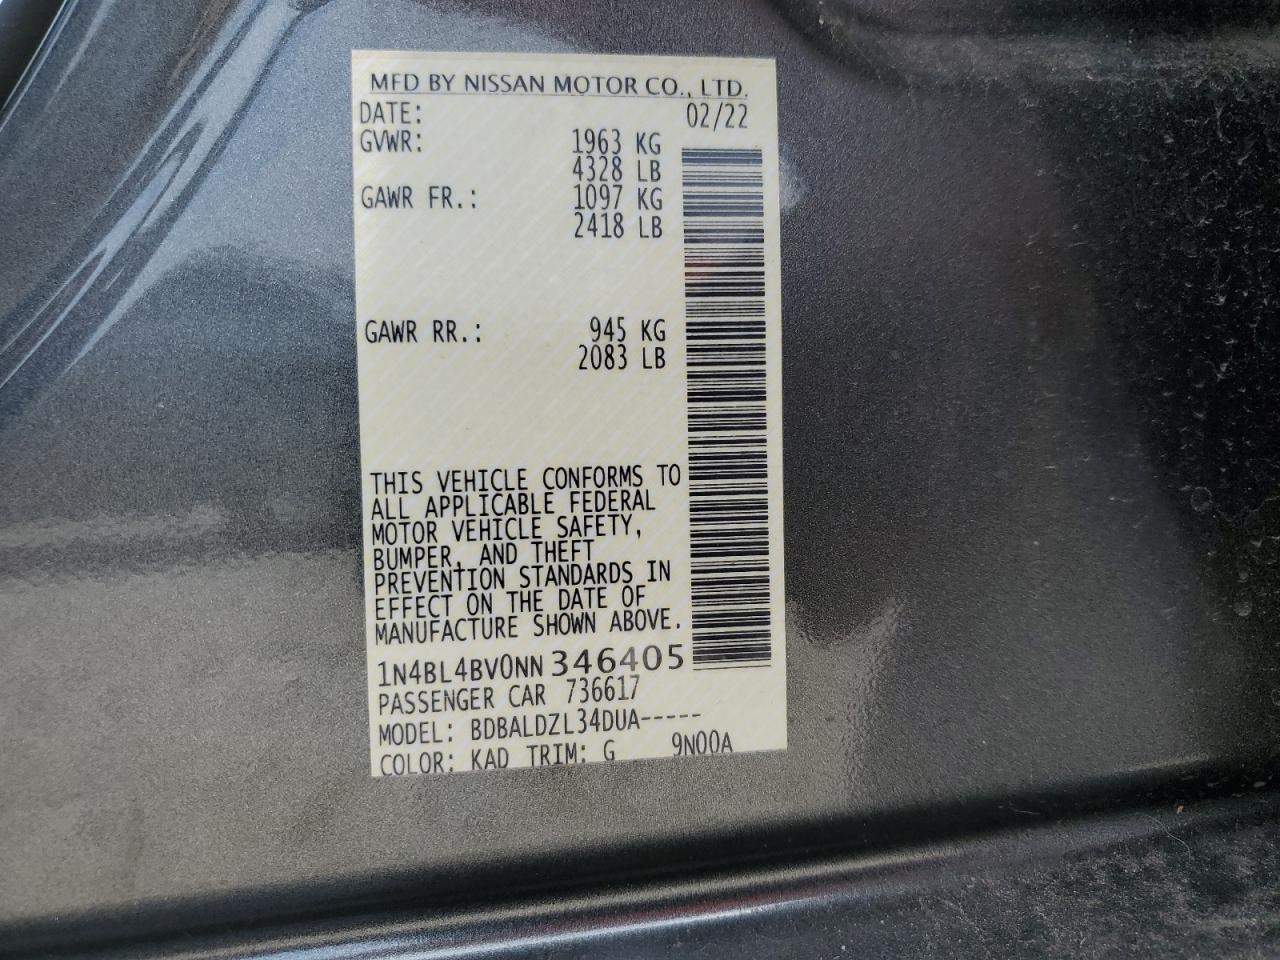 MFD BY NISSAN MOTOR CO., LTD.
DATE: 02/22
GVWR: 1963 KG
4328 LB
GAWR FR.: 1097 KG
2418 LB
GAWR RR.: 945 KG
2083 LB
THIS VEHICLE CONFORMS TO
ALL APPLICABLE FEDERAL
MOTOR VEHICLE SAFETY,
BUMPER, AND THEFT
PREVENTION STANDARDS IN
EFFECT ON THE DATE OF
MANUFACTURE SHOWN ABOVE.
1N4BL4BV0NN346405
PASSENGER CAR 736617
MODEL: BDBALDZL34DUA-----
COLOR: KAD TRIM: G 9N00A